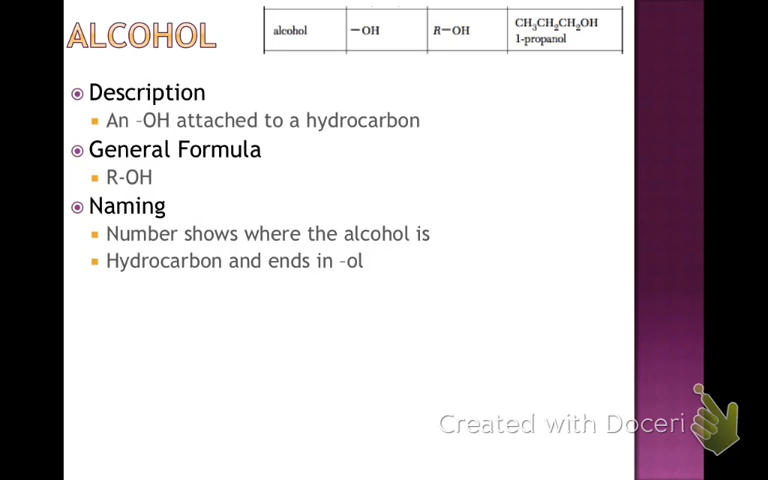 ALCOHOL
alcohol
—OH
R—OH
CH₃CH₂CH₂OH
1-propanol
Description
An –OH attached to a hydrocarbon
General Formula
R-OH
Naming
Number shows where the alcohol is
Hydrocarbon and ends in –ol
Created with Doceri